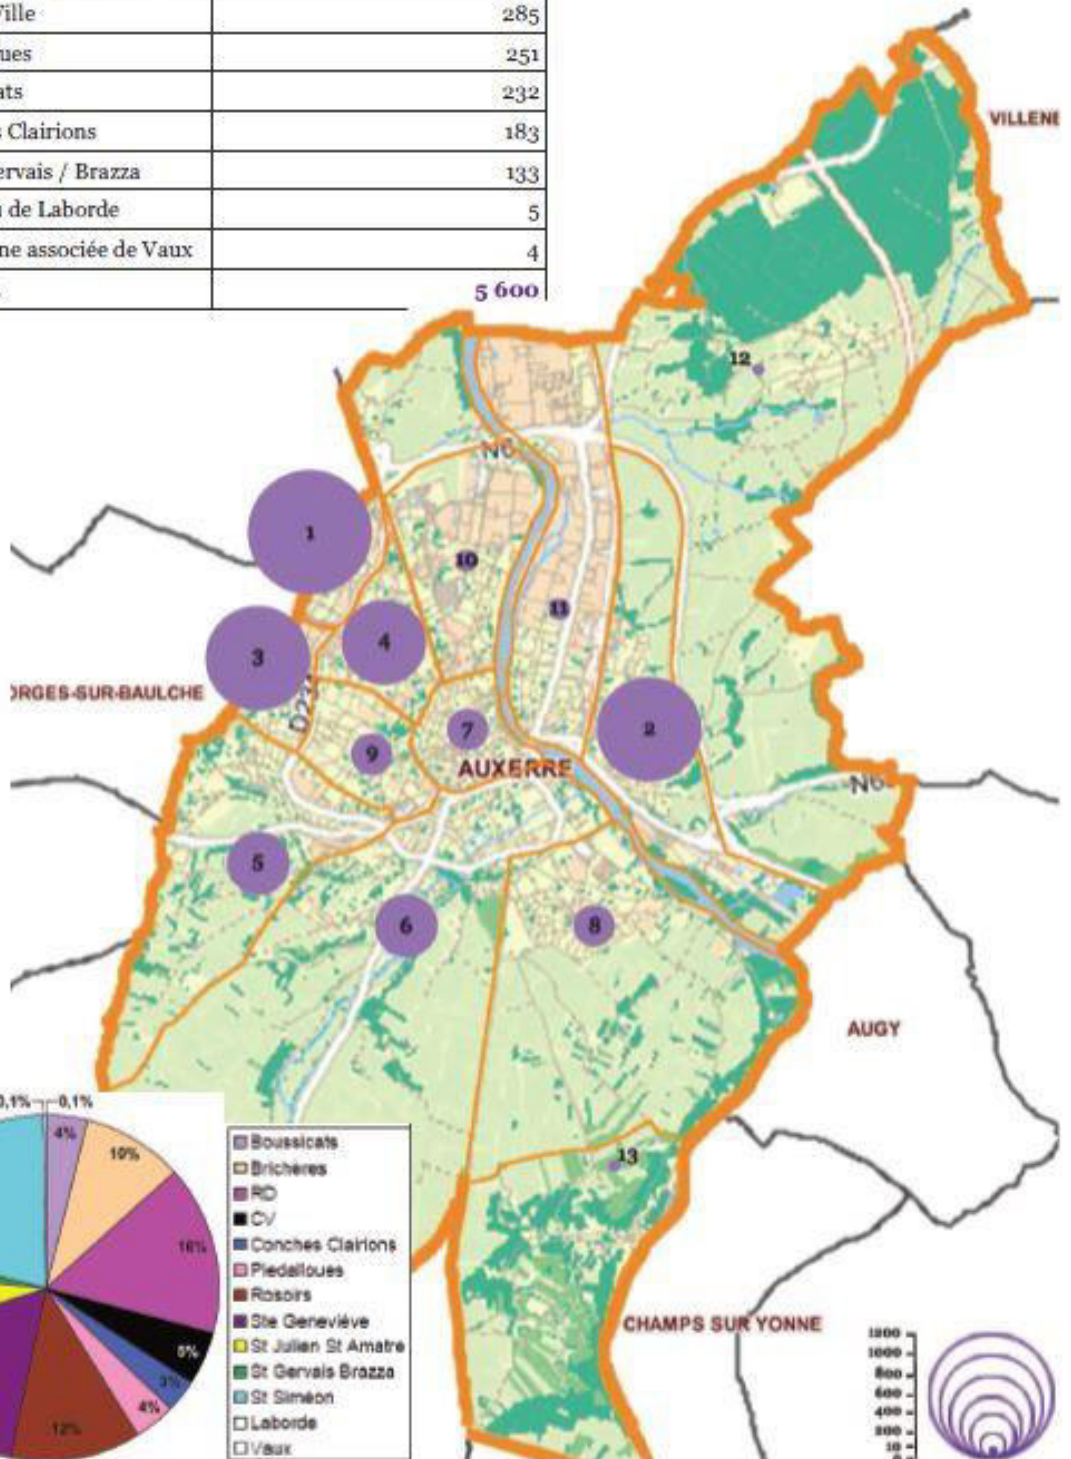 Ville 285
ues 251
ats 232
s Clairions 183
ervais / Brazza 133
u de Laborde 5
ne associée de Vaux 4
5 600
VILLENE
12
N6
1
10
11
3
4
ORGES-SUR-BAULCHE
2
7
9
AUXERRE
N6
5
6
8
AUGY
0,1% 0,1%
4%
10%
16%
5%
3%
4%
12%
Boussicats
Brichères
RD
CV
Conches Clairions
Piedalloues
Rosoirs
Ste Geneviève
St Julien St Amatre
St Gervais Brazza
St Siméon
Laborde
Vaux
13
CHAMPS SUR YONNE
1200
1000
800
600
400
200
10
0